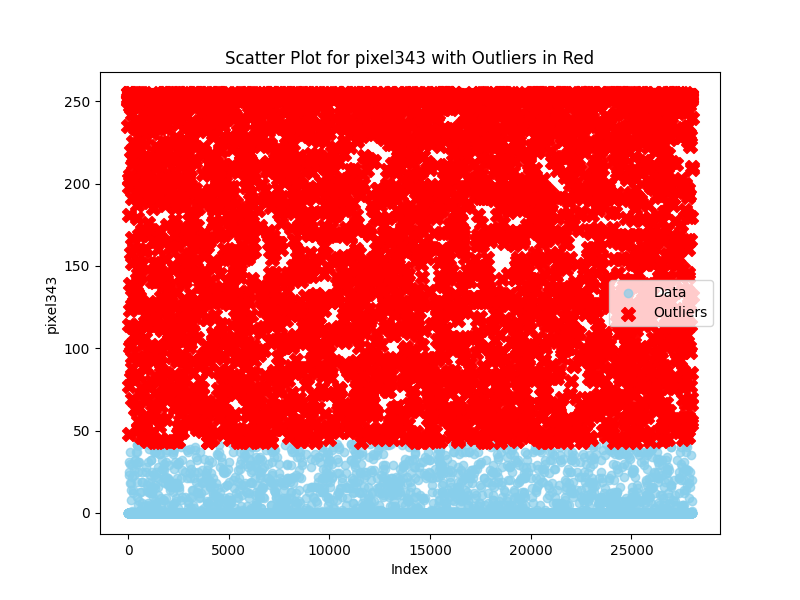 Scatter Plot for pixel343 with Outliers in Red
250
200
150
100
50
0
pixel343
Data
Outliers
0 5000 10000 15000 20000 25000
Index